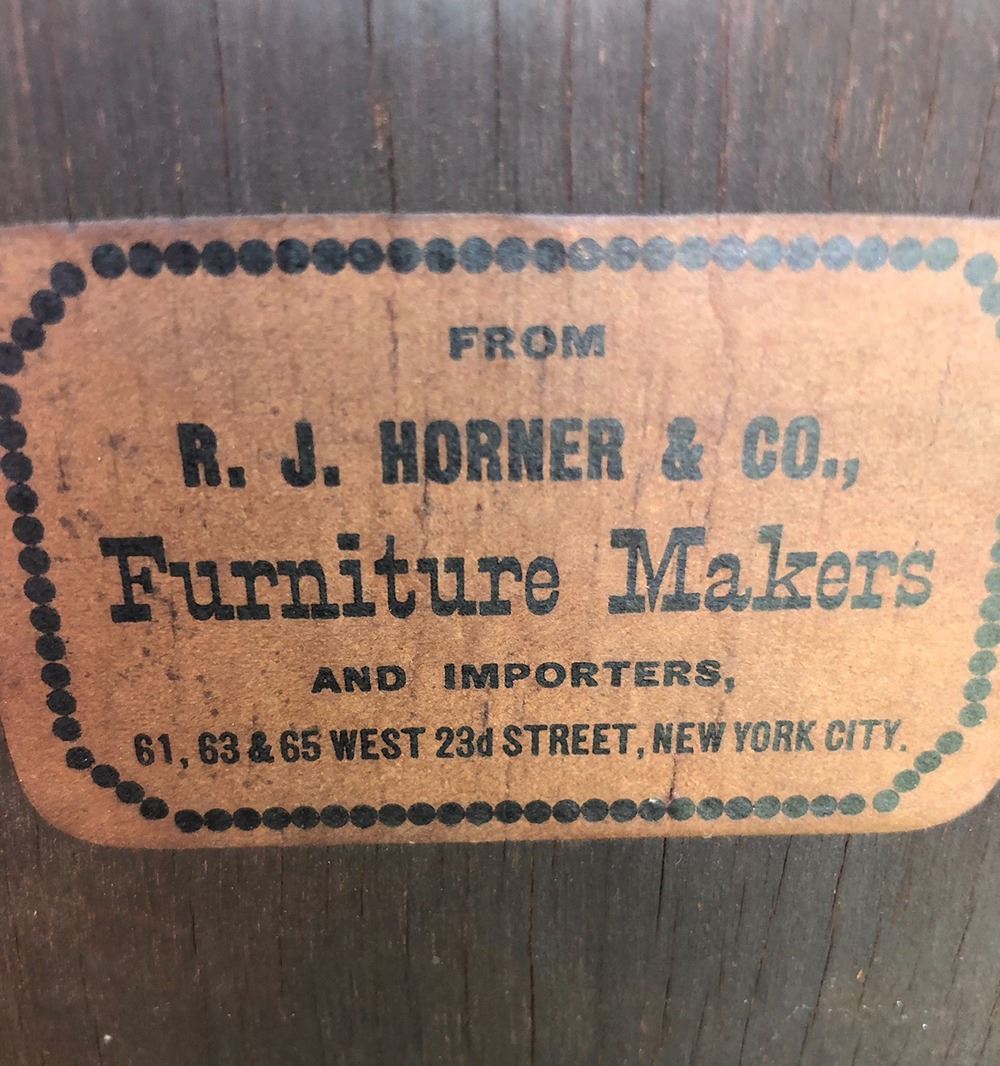 FROM
R. J. HORNER & CO.,
Furniture Makers
AND IMPORTERS,
61, 63 & 65 WEST 23d STREET, NEW YORK CITY.